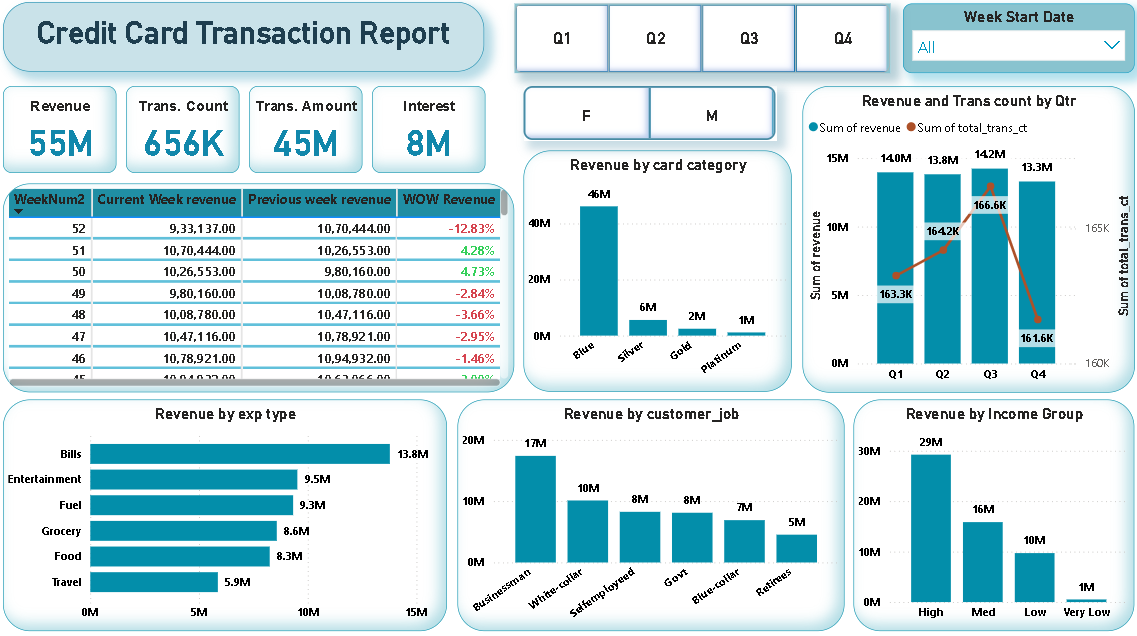 Credit Card Transaction Report
Q1
Q2
Q3
Q4
Week Start Date
All
Revenue
55M
Trans. Count
656K
Trans. Amount
45M
Interest
8M
F
M
WeekNum2 Current Week revenue Previous week revenue WOW Revenue
52 9,33,137.00 10,70,444.00 -12.83%
51 10,70,444.00 10,26,553.00 4.28%
50 10,26,553.00 9,80,160.00 4.73%
49 9,80,160.00 10,08,780.00 -2.84%
48 10,08,780.00 10,47,116.00 -3.66%
47 10,47,116.00 10,78,921.00 -2.95%
46 10,78,921.00 10,94,932.00 -1.46%
Revenue by card category
46M
40M
6M
20M
2M
1M
0M
Blue
Silver
Gold
Platinum
Revenue and Trans count by Qtr
Sum of revenue Sum of total_trans_ct
15M
14.0M
13.8M
14.2M
13.3M
166.6K
164.2K
10M
165K
163.3K
5M
161.6K
0M
160K
Q1
Q2
Q3
Q4
Sum of revenue
Sum of total_trans_ct
Revenue by exp type
Bills 13.8M
Entertainment 9.5M
Fuel 9.3M
Grocery 8.6M
Food 8.3M
Travel 5.9M
0M 5M 10M 15M
Revenue by customer_job
20M
17M
10M
8M
8M
7M
5M
10M
0M
Businessman
White-collar
Selfemployeed
Govt
Blue-collar
Retirees
Revenue by Income Group
30M
29M
20M
16M
10M
10M
1M
0M
High
Med
Low
Very Low